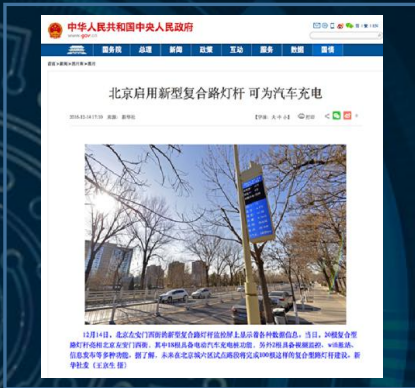 中华人民共和国中央人民政府
www.gov.cn
国务院 总理 新闻 政策 互动 服务 数据 国情
北京启用新型复合路灯杆 可为汽车充电
12月14日，北京左安门西街的新型复合路灯杆监控屏上显示着各种数据信息。当日，20根复合型
路灯杆亮相北京左安门西街，其中18根具备电动汽车充电桩功能，另外2根具备视频监控、wifi推送、
信息发布等多种功能。据了解，未来在北京城六区试点路段将完成100根这样的复合型路灯杆建设。新
华社发